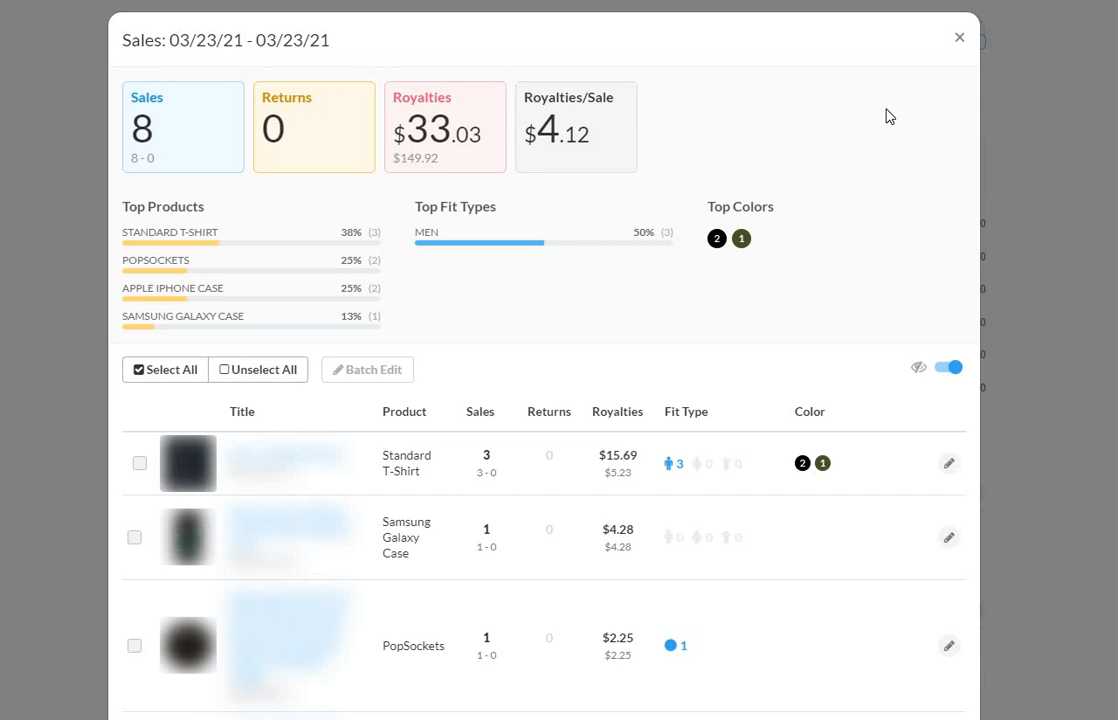 Sales: 03/23/21 - 03/23/21
×
Sales
8
8 - 0
Returns
0
Royalties
$33.03
$149.92
Royalties/Sale
$4.12
Top Products
STANDARD T-SHIRT 38% (3)
POPSOCKETS 25% (2)
APPLE IPHONE CASE 25% (2)
SAMSUNG GALAXY CASE 13% (1)
Top Fit Types
MEN 50% (3)
Top Colors
2 1
Select All Unselect All Batch Edit
Title Product Sales Returns Royalties Fit Type Color
Standard
T-Shirt
3
3 - 0
0
$15.69
$5.23
3 0 0
2 1
Samsung
Galaxy
Case
1
1 - 0
0
$4.28
$4.28
0 0 0
PopSockets
1
1 - 0
0
$2.25
$2.25
1